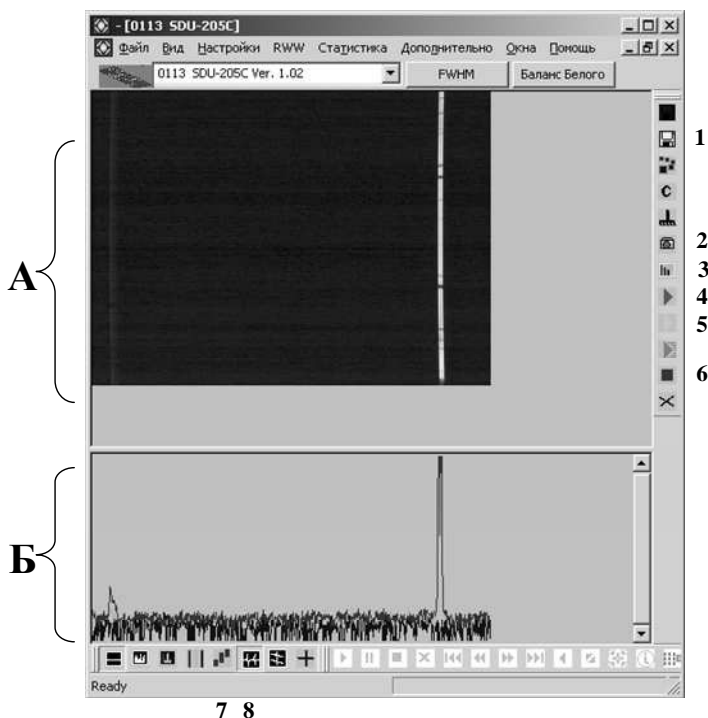 - [0113 SDU-205C]
Файл Вид Настройки RWW Статистика Дополнительно Окна Помощь
0113 SDU-205C Ver. 1.02 FWHM Баланс Белого
1
C
А
2
3
4
5
6
Б
Ready
7 8